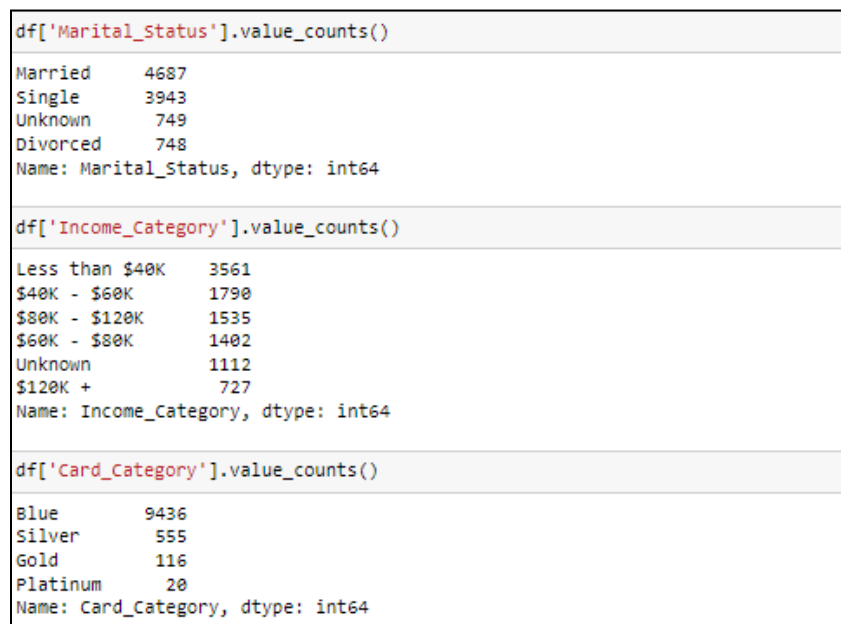 df['Marital_Status'].value_counts()
Married 4687
Single 3943
Unknown 749
Divorced 748
Name: Marital_Status, dtype: int64
df['Income_Category'].value_counts()
Less than $40K 3561
$40K - $60K 1790
$80K - $120K 1535
$60K - $80K 1402
Unknown 1112
$120K + 727
Name: Income_Category, dtype: int64
df['Card_Category'].value_counts()
Blue 9436
Silver 555
Gold 116
Platinum 20
Name: Card_Category, dtype: int64